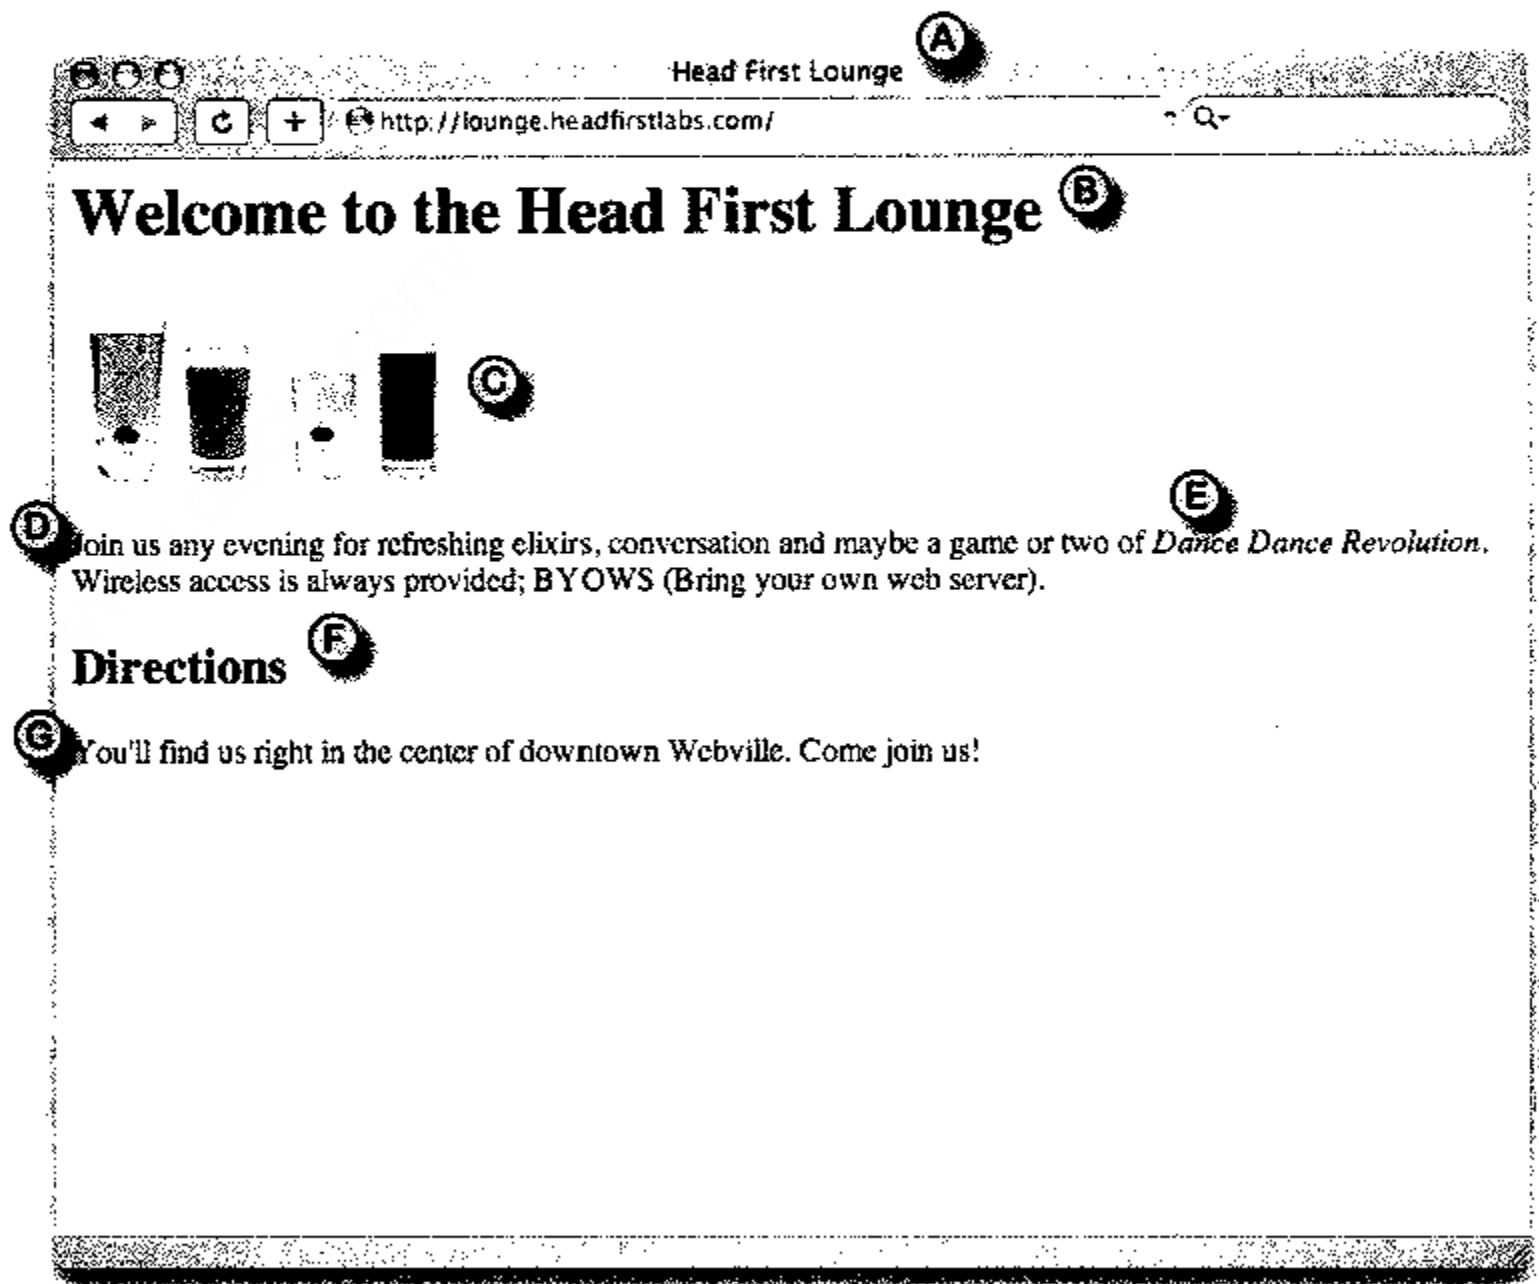 Head First Lounge A
http://lounge.headfirstlabs.com/
Welcome to the Head First Lounge B
C
E
D Join us any evening for refreshing elixirs, conversation and maybe a game or two of Dance Dance Revolution.
Wireless access is always provided; BYOWS (Bring your own web server).
Directions F
G You'll find us right in the center of downtown Webville. Come join us!